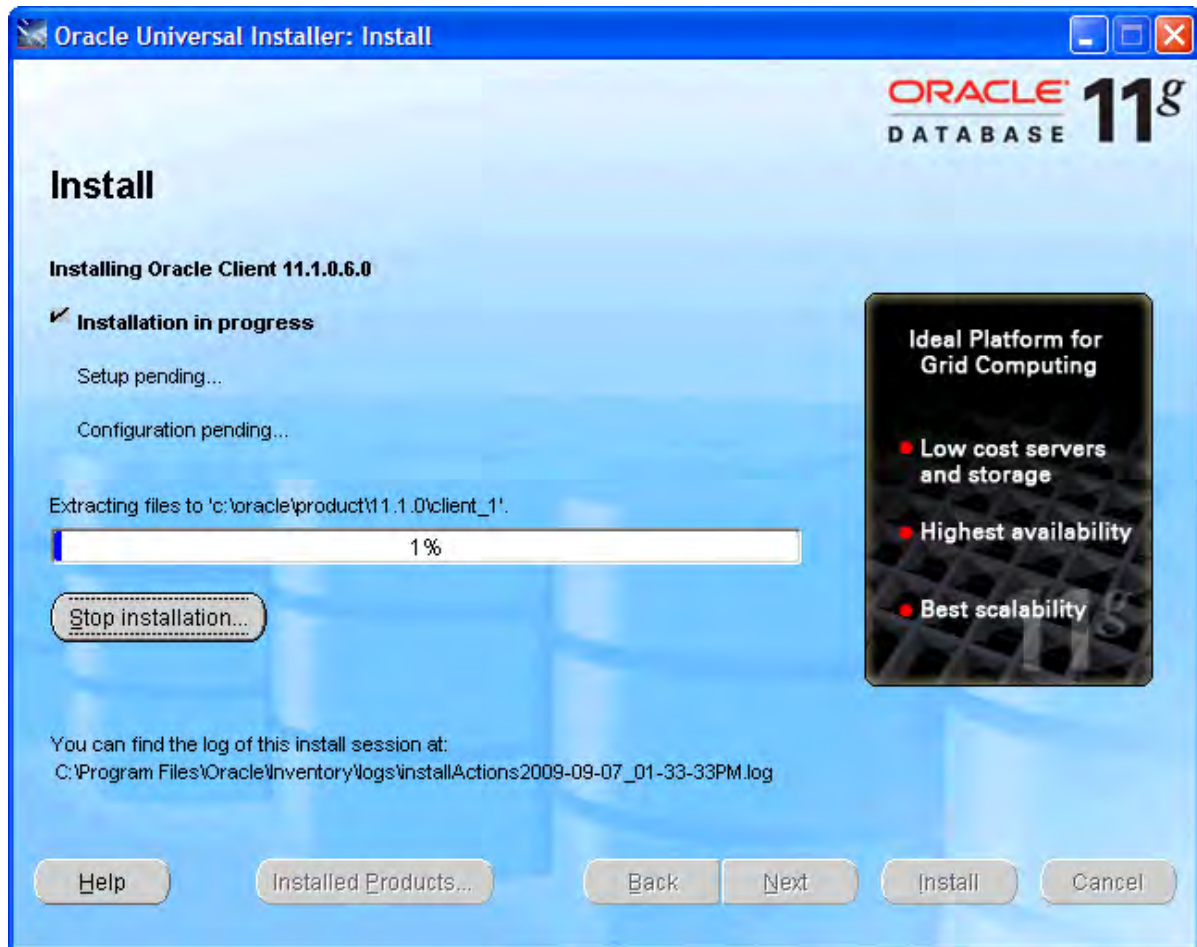 Oracle Universal Installer: Install
ORACLE 11g
DATABASE
Install
Installing Oracle Client 11.1.0.6.0
Installation in progress
Setup pending...
Configuration pending...
Extracting files to 'c:\oracle\product\11.1.0\client_1'.
1%
Stop installation...
Ideal Platform for
Grid Computing
Low cost servers
and storage
Highest availability
Best scalability
11g
You can find the log of this install session at:
C:\Program Files\Oracle\Inventory\logs\installActions2009-09-07_01-33-33PM.log
Help Installed Products... Back Next Install Cancel